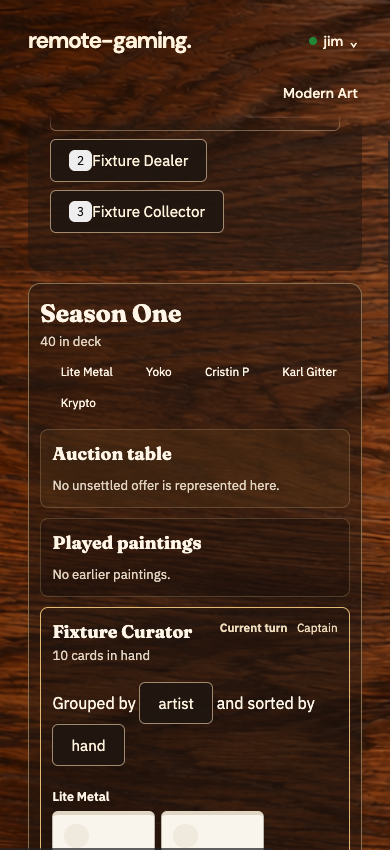 remote-gaming.
jim
Modern Art
2 Fixture Dealer
3 Fixture Collector
Season One
40 in deck
Lite Metal Yoko Cristin P Karl Gitter
Krypto
Auction table
No unsettled offer is represented here.
Played paintings
No earlier paintings.
Fixture Curator Current turn Captain
10 cards in hand
Grouped by artist and sorted by
hand
Lite Metal